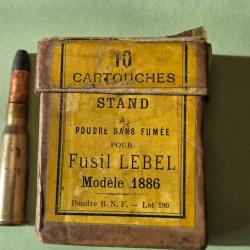 10
CARTOUCHES
STAND
à
POUDRE SANS FUMÉE
POUR
Fusil LEBEL
Modèle 1886
Poudre B. N. F. — Lot 190